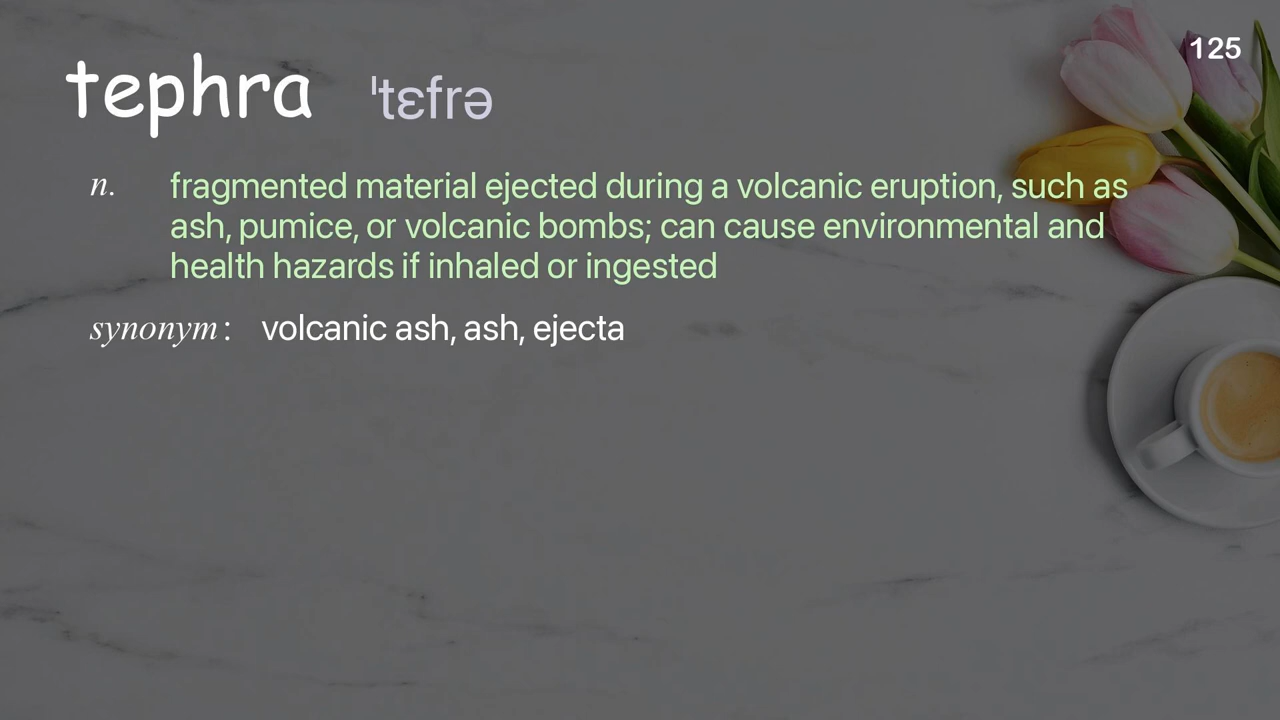 125
tephra ˈtɛfrə
n. fragmented material ejected during a volcanic eruption, such as
ash, pumice, or volcanic bombs; can cause environmental and
health hazards if inhaled or ingested
synonym: volcanic ash, ash, ejecta